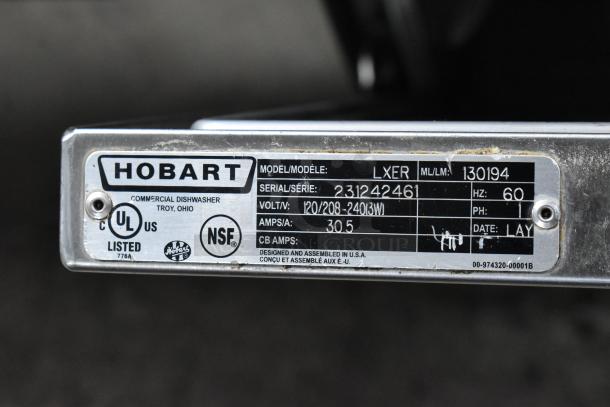 HOBART
COMMERCIAL DISHWASHER
TROY, OHIO
C UL US
LISTED
776A
NSF
MODEL/MODÈLE: LXER ML/LM: 130194
SERIAL/SÉRIE: 231242461 HZ: 60
VOLT/V: 120/208-240(3W) PH: 1
AMPS/A: 30.5 DATE: LAY
CB AMPS:
DESIGNED AND ASSEMBLED IN U.S.A.
CONÇU ET ASSEMBLÉ AUX É.-U.
00-974320-00001B